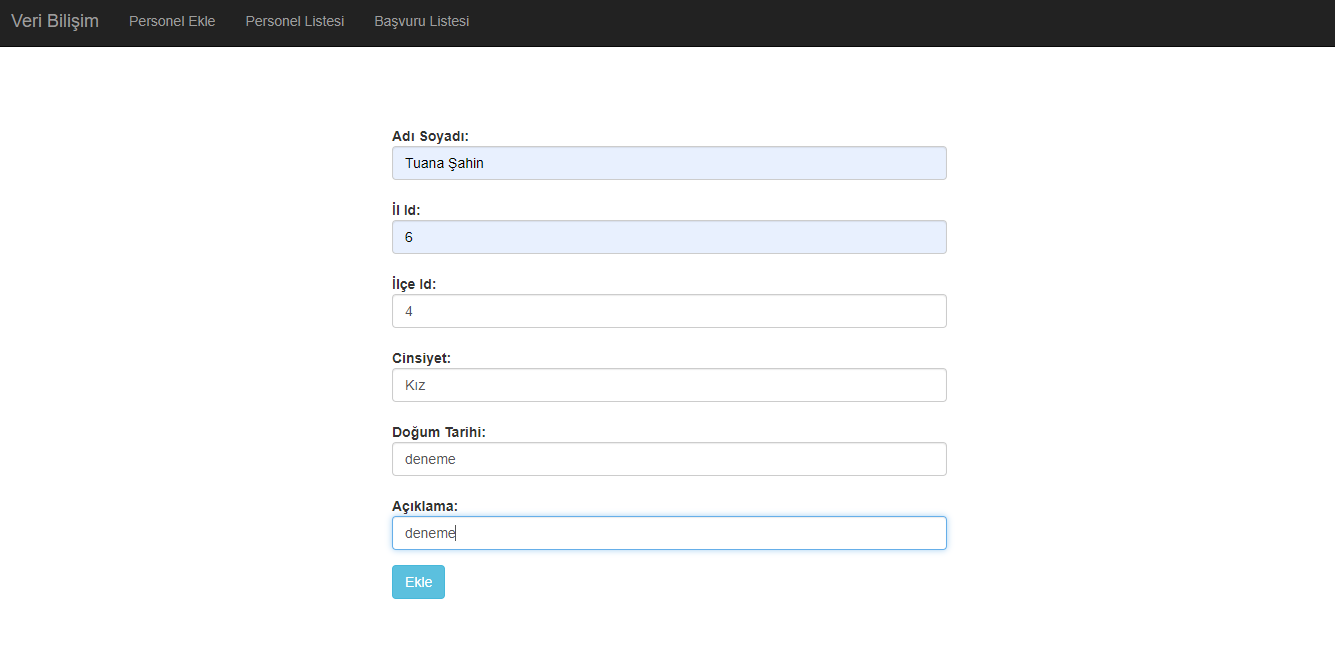 Veri Bilişim Personel Ekle Personel Listesi Başvuru Listesi
Adı Soyadı:
Tuana Şahin
İl Id:
6
İlçe Id:
4
Cinsiyet:
Kız
Doğum Tarihi:
deneme
Açıklama:
deneme
Ekle